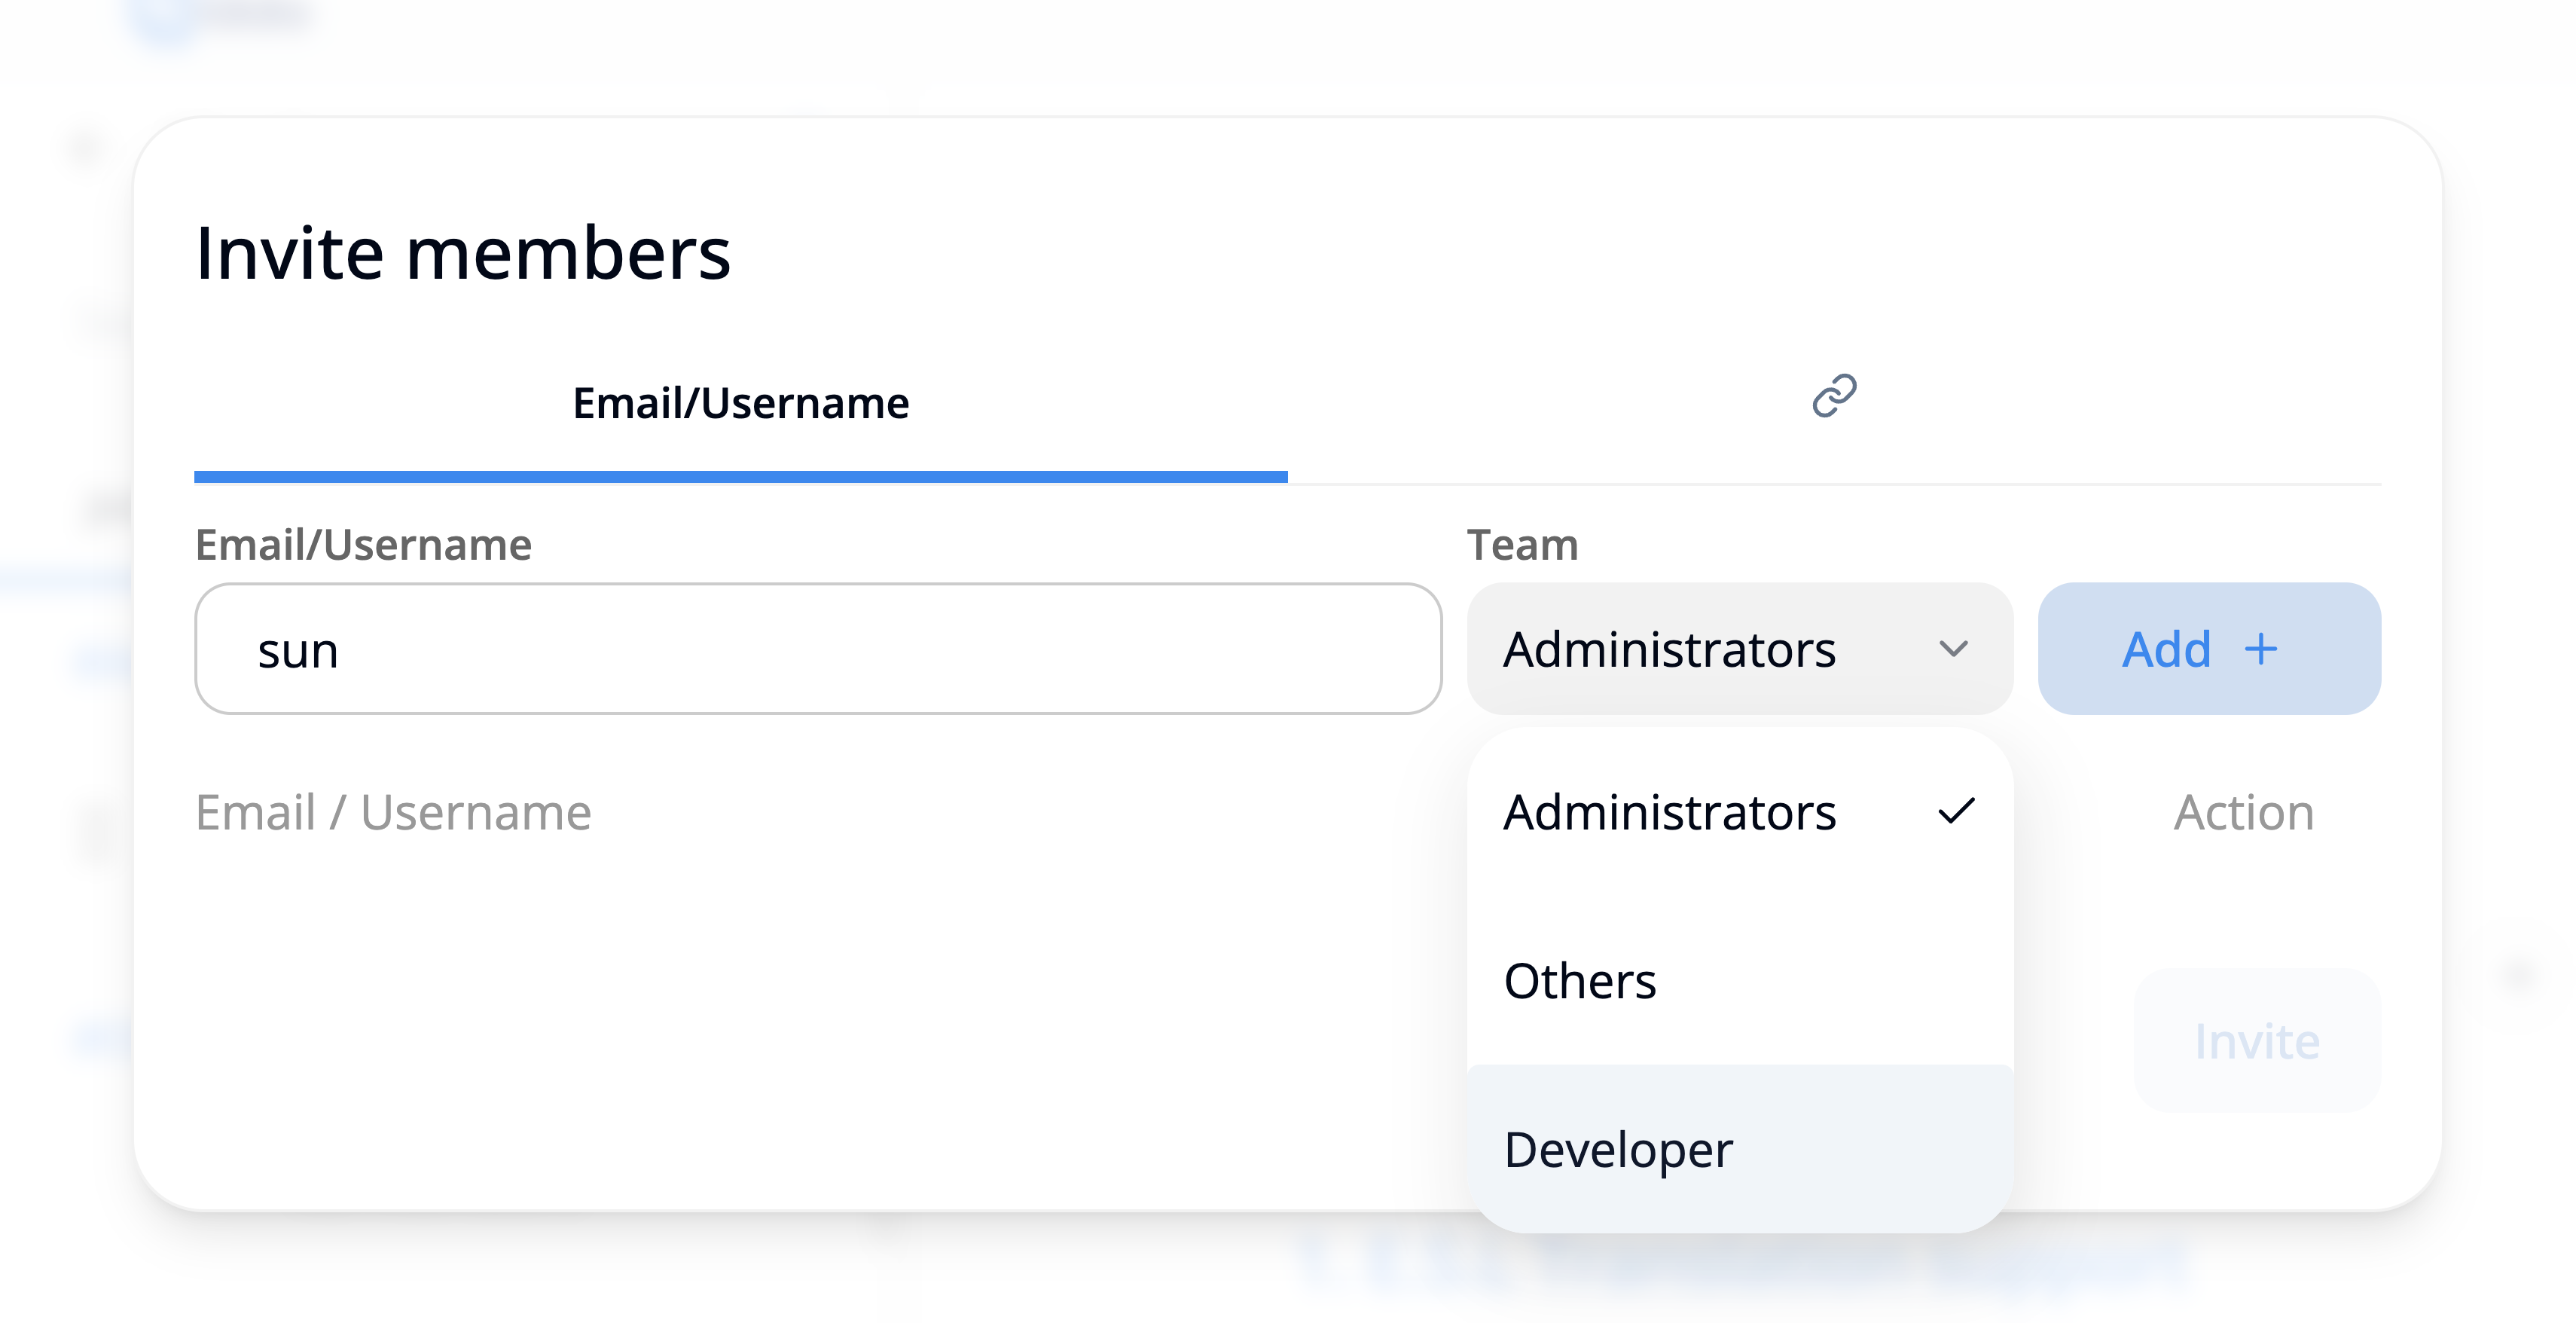 Invite members
Email/Username
Email/Username
Team
sun
Administrators
Add
Email / Username
Administrators
Action
Others
Invite
Developer